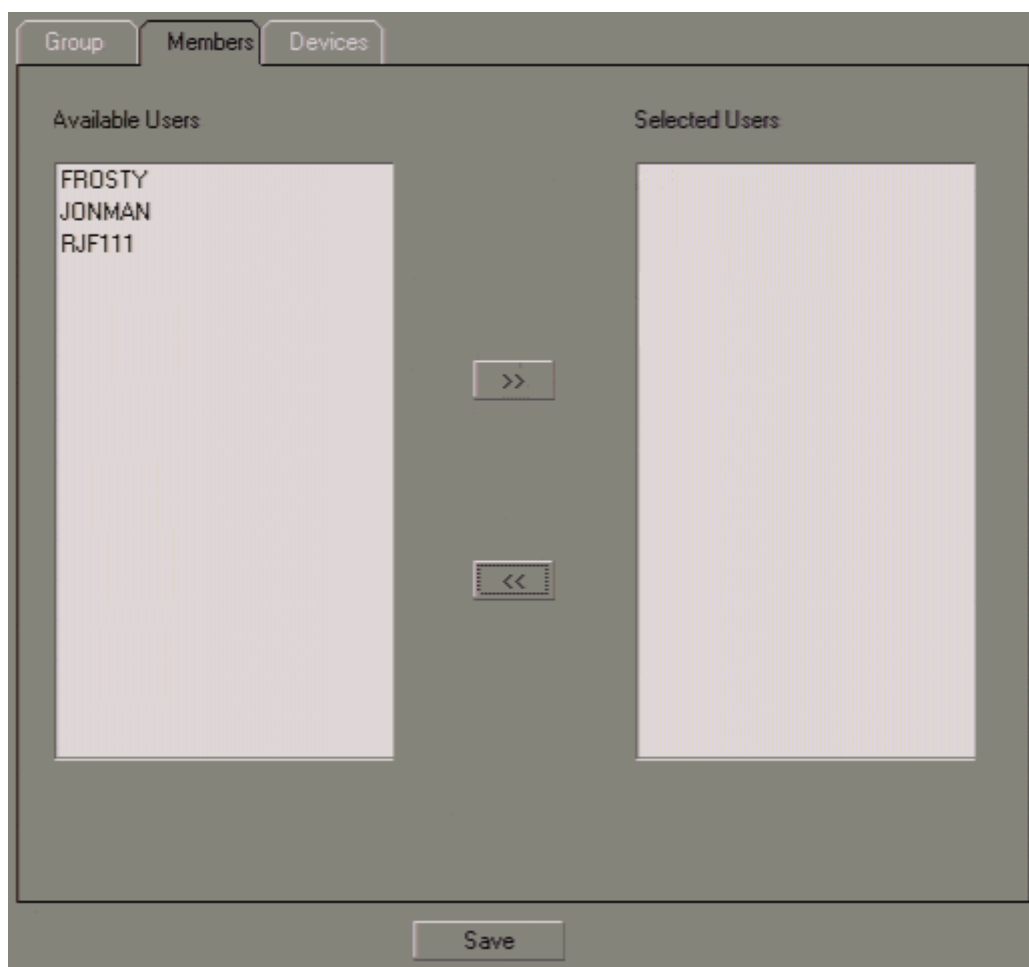 Group Members Devices
Available Users Selected Users
FROSTY
JONMAN
RJF111
>>
<<
Save